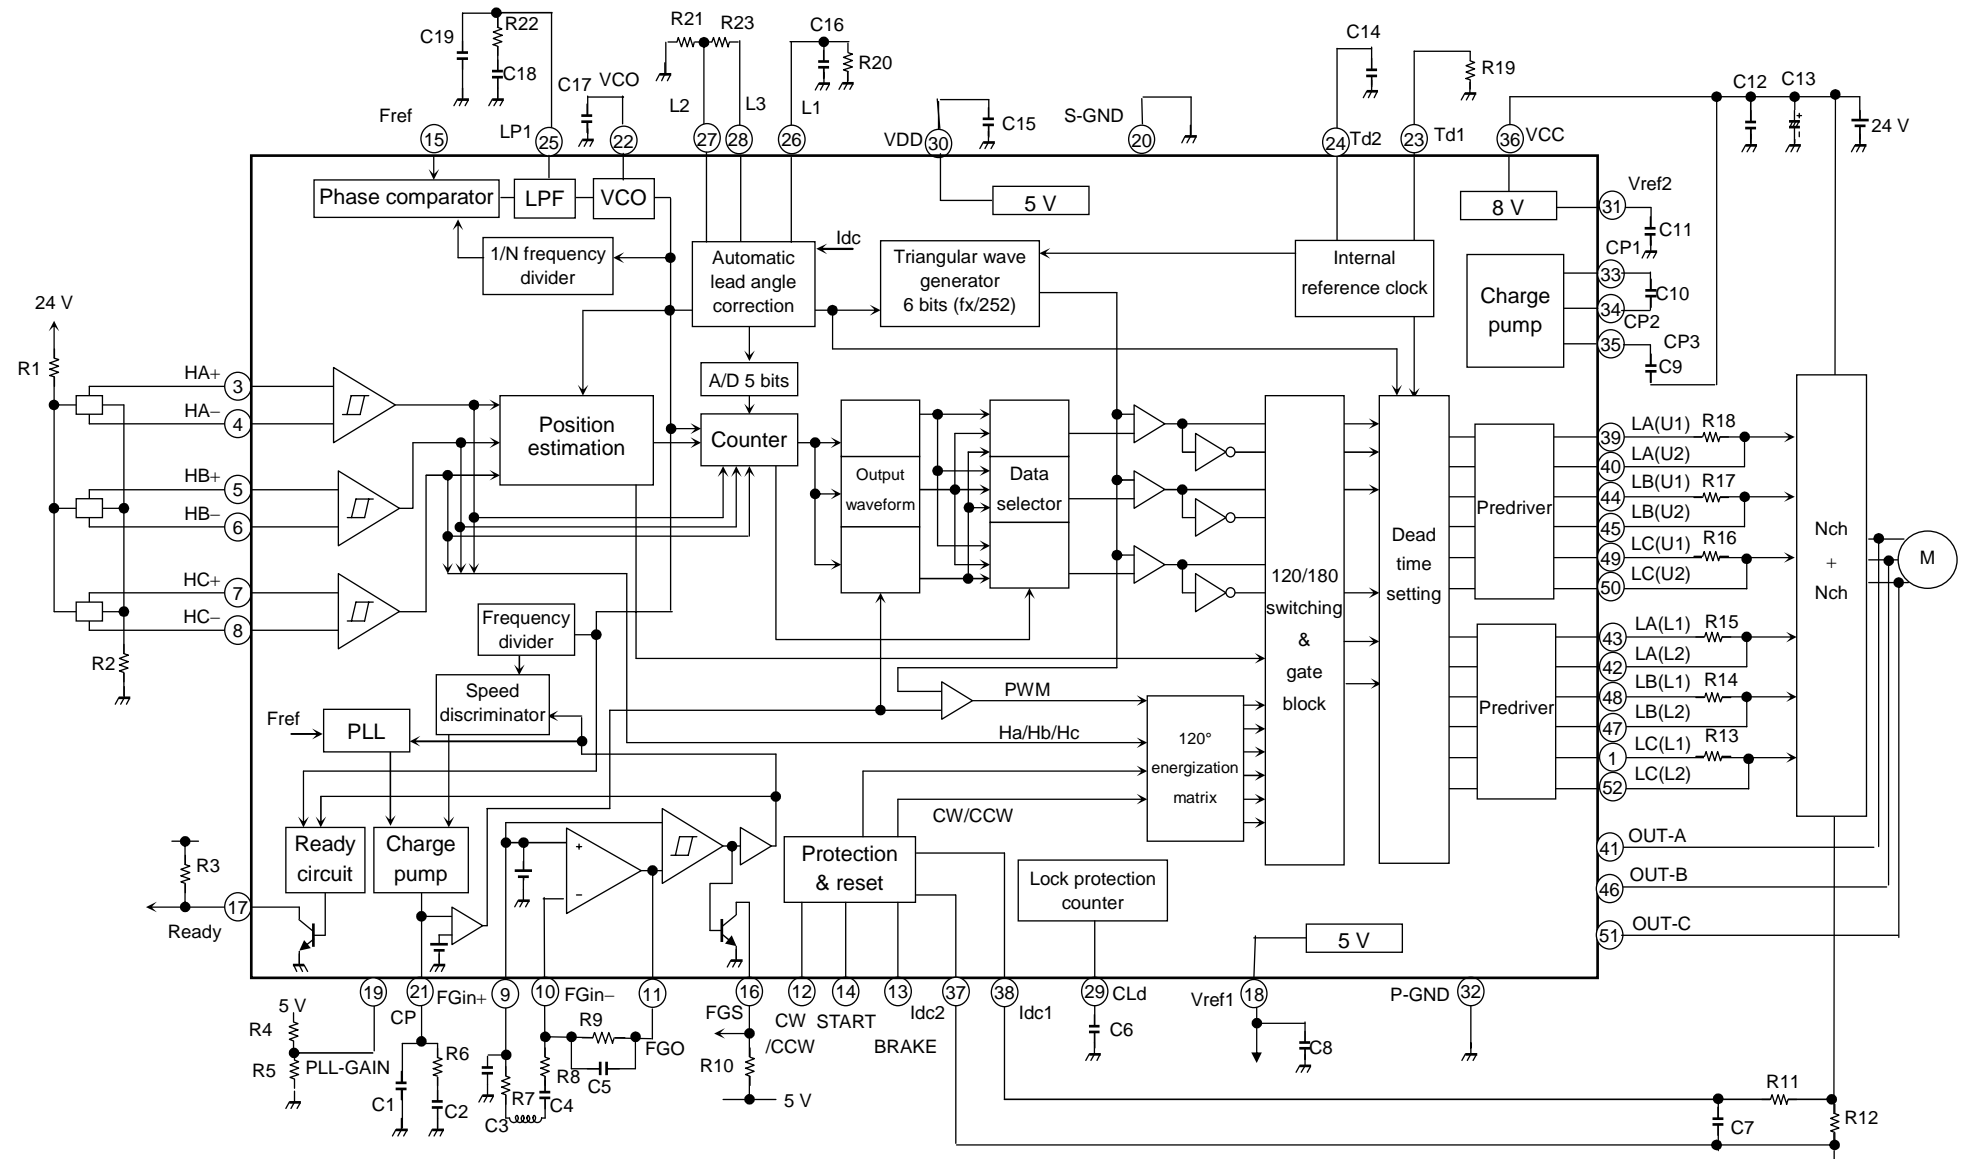 R21
R23
C16
R20
C19
R22
C18
C17
VCO
L2
L3
L1
C14
R19
C12
C13
24 V
Fref
15
LP1
25
22
27
28
26
VDD
30
C15
S-GND
20
24
Td2
23
Td1
36
VCC
Phase comparator
LPF
VCO
5 V
8 V
Vref2
31
C11
1/N frequency
divider
Automatic
lead angle
correction
Idc
Triangular wave
generator
6 bits (fx/252)
Internal
reference clock
Charge
pump
CP1
33
C10
34
CP2
35
CP3
C9
24 V
R1
HA+
3
HA−
4
HB+
5
HB−
6
HC+
7
HC−
8
R2
A/D 5 bits
Position
estimation
Counter
Output
waveform
Data
selector
120/180
switching
&
gate
block
Dead
time
setting
Predriver
Predriver
39
LA(U1)
R18
40
LA(U2)
44
LB(U1)
R17
45
LB(U2)
49
LC(U1)
R16
50
LC(U2)
43
LA(L1)
R15
42
LA(L2)
48
LB(L1)
R14
47
LB(L2)
1
LC(L1)
R13
52
LC(L2)
Nch
+
Nch
M
Frequency
divider
Speed
discriminator
Fref
PLL
PWM
Ha/Hb/Hc
120°
energization
matrix
CW/CCW
Ready
circuit
Charge
pump
+
−
Protection
& reset
Lock protection
counter
5 V
41
OUT-A
46
OUT-B
51
OUT-C
R3
17
Ready
19
21
CP
FGin+
9
10
FGin−
11
16
FGS
12
CW
/CCW
14
START
13
BRAKE
37
Idc2
38
Idc1
29
CLd
C6
Vref1
18
C8
P-GND
32
5 V
R4
R5
PLL-GAIN
C1
R6
C2
R7
C3
R8
C4
R9
C5
FGO
R10
5 V
R11
R12
C7
+
−